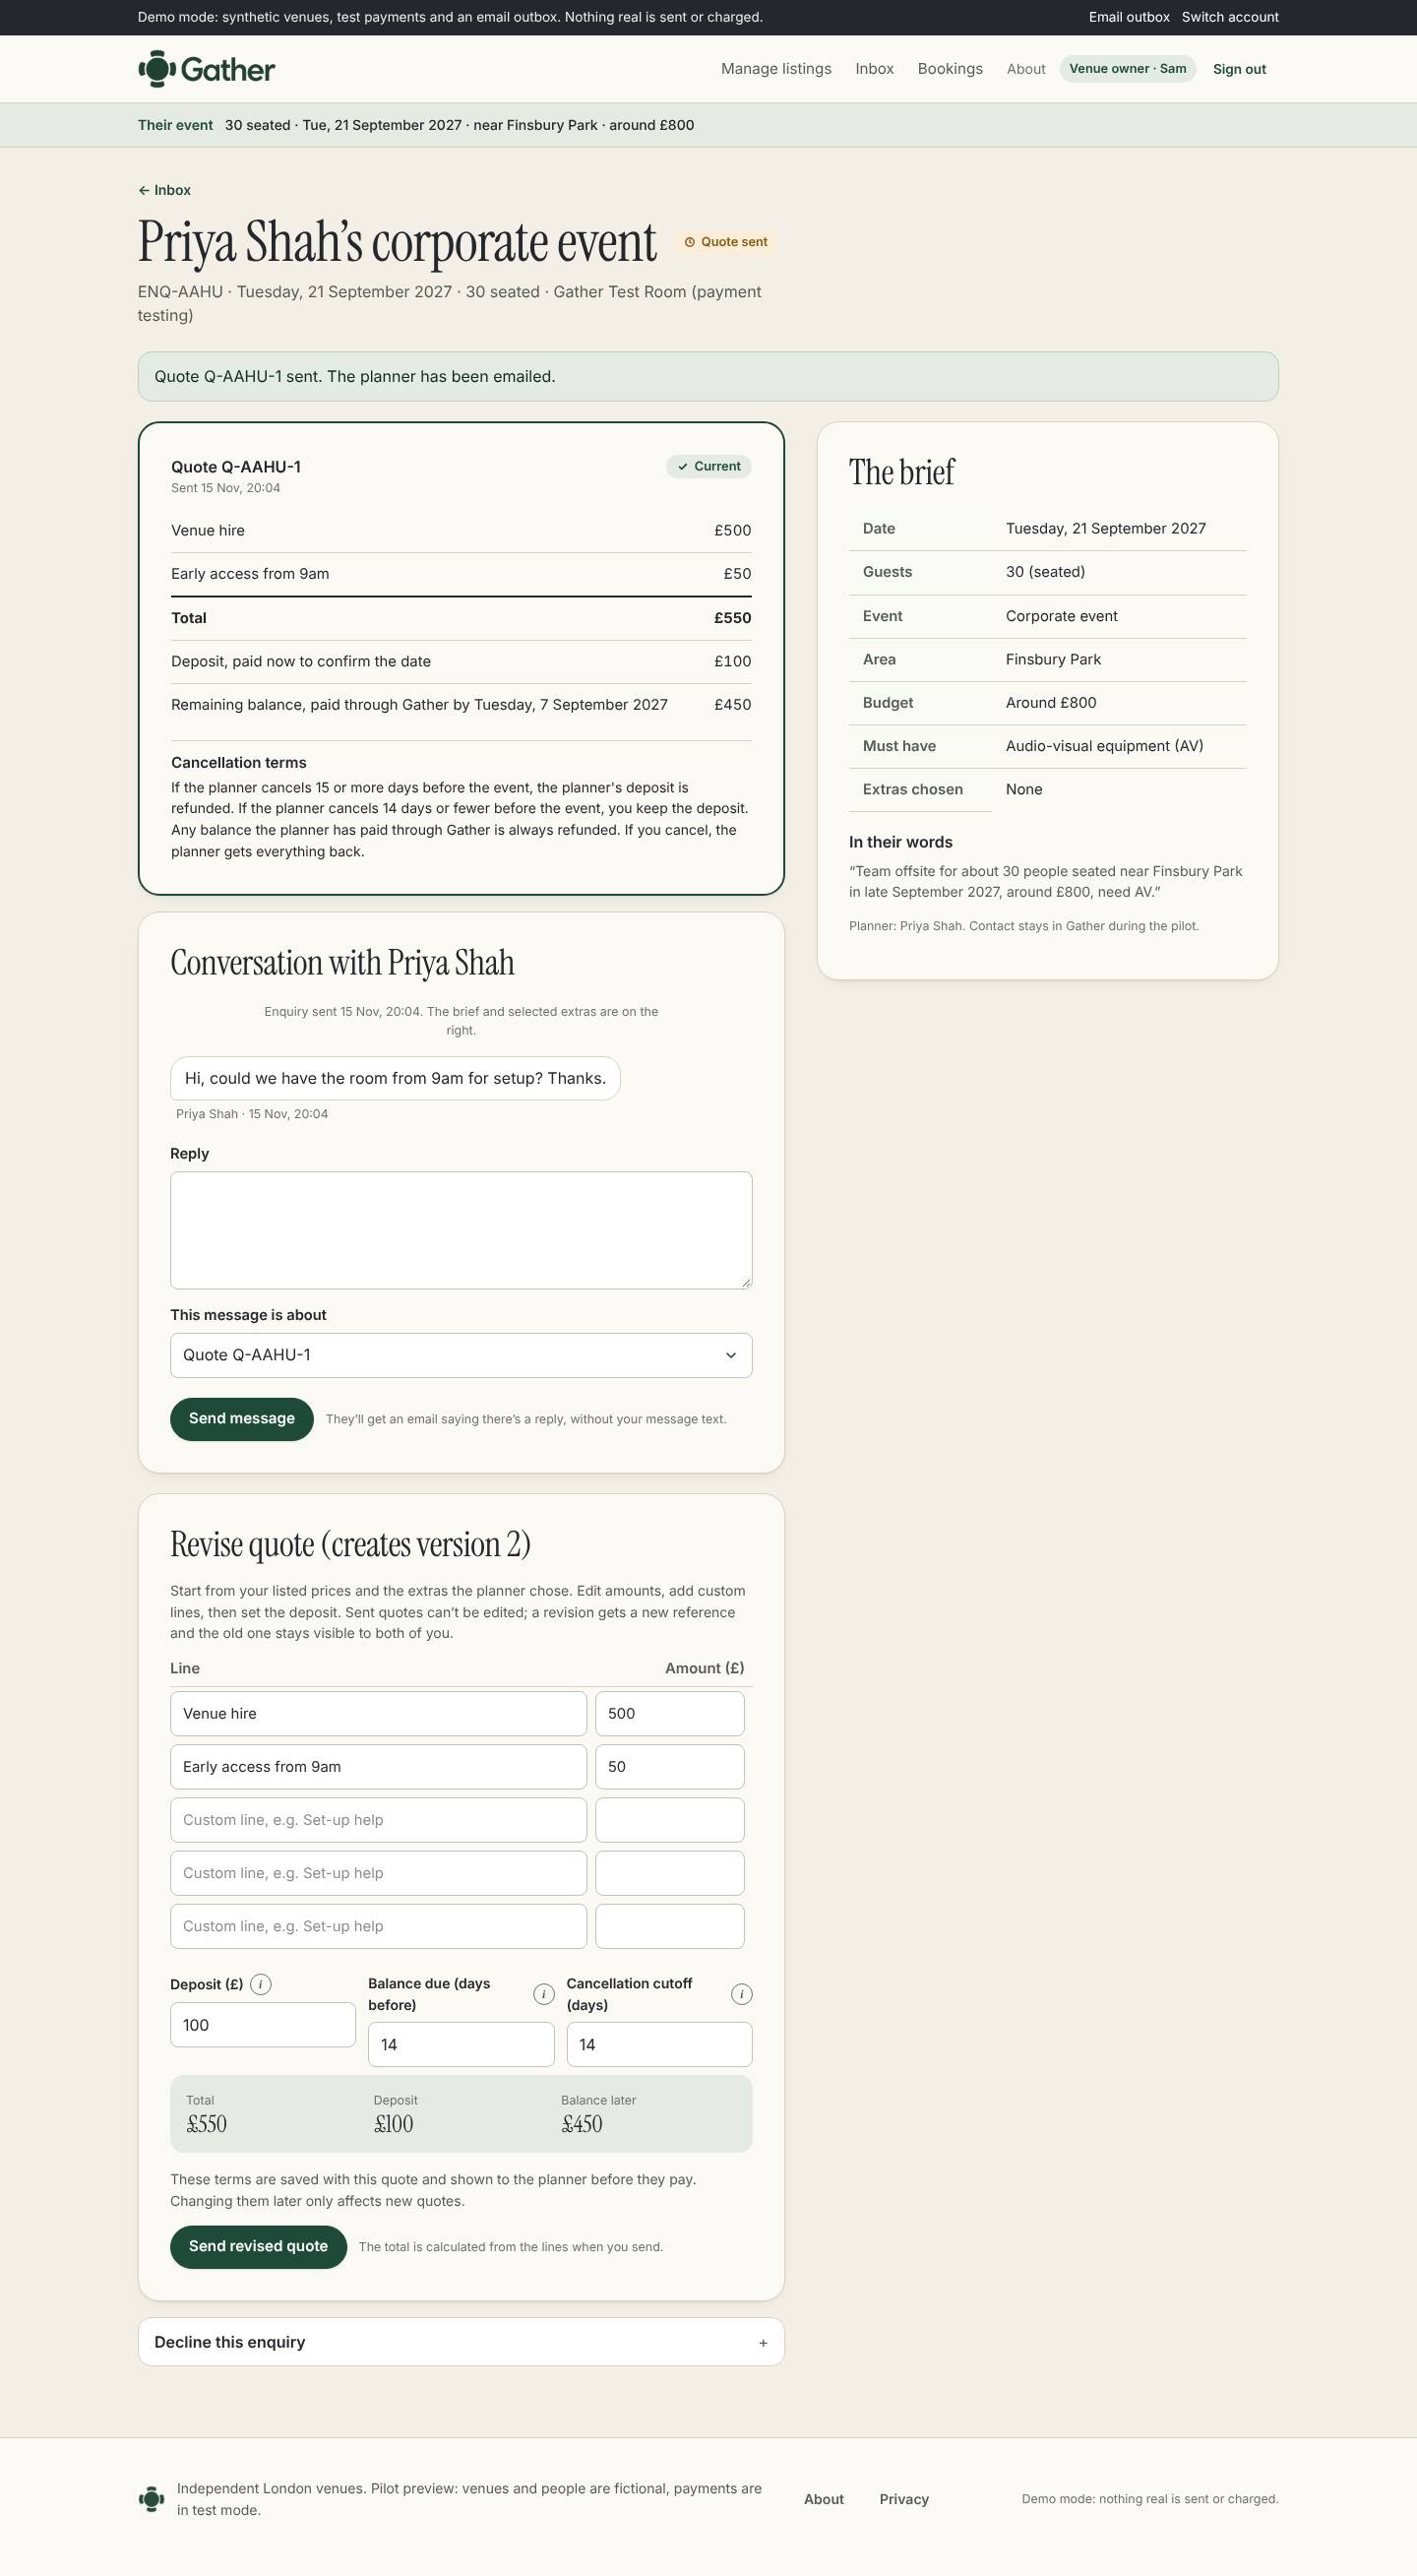 Demo mode: synthetic venues, test payments and an email outbox. Nothing real is sent or charged.
Email outbox Switch account
Gather
Manage listings Inbox Bookings About Venue owner · Sam Sign out
Their event 30 seated · Tue, 21 September 2027 · near Finsbury Park · around £800
← Inbox
Priya Shah’s corporate event Quote sent
ENQ-AAHU · Tuesday, 21 September 2027 · 30 seated · Gather Test Room (payment
testing)
Quote Q-AAHU-1 sent. The planner has been emailed.
Quote Q-AAHU-1 Current
Sent 15 Nov, 20:04
Venue hire £500
Early access from 9am £50
Total £550
Deposit, paid now to confirm the date £100
Remaining balance, paid through Gather by Tuesday, 7 September 2027 £450
Cancellation terms
If the planner cancels 15 or more days before the event, the planner's deposit is
refunded. If the planner cancels 14 days or fewer before the event, you keep the deposit.
Any balance the planner has paid through Gather is always refunded. If you cancel, the
planner gets everything back.
The brief
Date Tuesday, 21 September 2027
Guests 30 (seated)
Event Corporate event
Area Finsbury Park
Budget Around £800
Must have Audio-visual equipment (AV)
Extras chosen None
In their words
“Team offsite for about 30 people seated near Finsbury Park
in late September 2027, around £800, need AV.”
Planner: Priya Shah. Contact stays in Gather during the pilot.
Conversation with Priya Shah
Enquiry sent 15 Nov, 20:04. The brief and selected extras are on the
right.
Hi, could we have the room from 9am for setup? Thanks.
Priya Shah · 15 Nov, 20:04
Reply
This message is about
Quote Q-AAHU-1
Send message They’ll get an email saying there’s a reply, without your message text.
Revise quote (creates version 2)
Start from your listed prices and the extras the planner chose. Edit amounts, add custom
lines, then set the deposit. Sent quotes can’t be edited; a revision gets a new reference
and the old one stays visible to both of you.
Line Amount (£)
Venue hire 500
Early access from 9am 50
Custom line, e.g. Set-up help
Custom line, e.g. Set-up help
Custom line, e.g. Set-up help
Deposit (£) i
100
Balance due (days
before) i
14
Cancellation cutoff
(days) i
14
Total Deposit Balance later
£550 £100 £450
These terms are saved with this quote and shown to the planner before they pay.
Changing them later only affects new quotes.
Send revised quote The total is calculated from the lines when you send.
Decline this enquiry +
Independent London venues. Pilot preview: venues and people are fictional, payments are
in test mode.
About Privacy
Demo mode: nothing real is sent or charged.